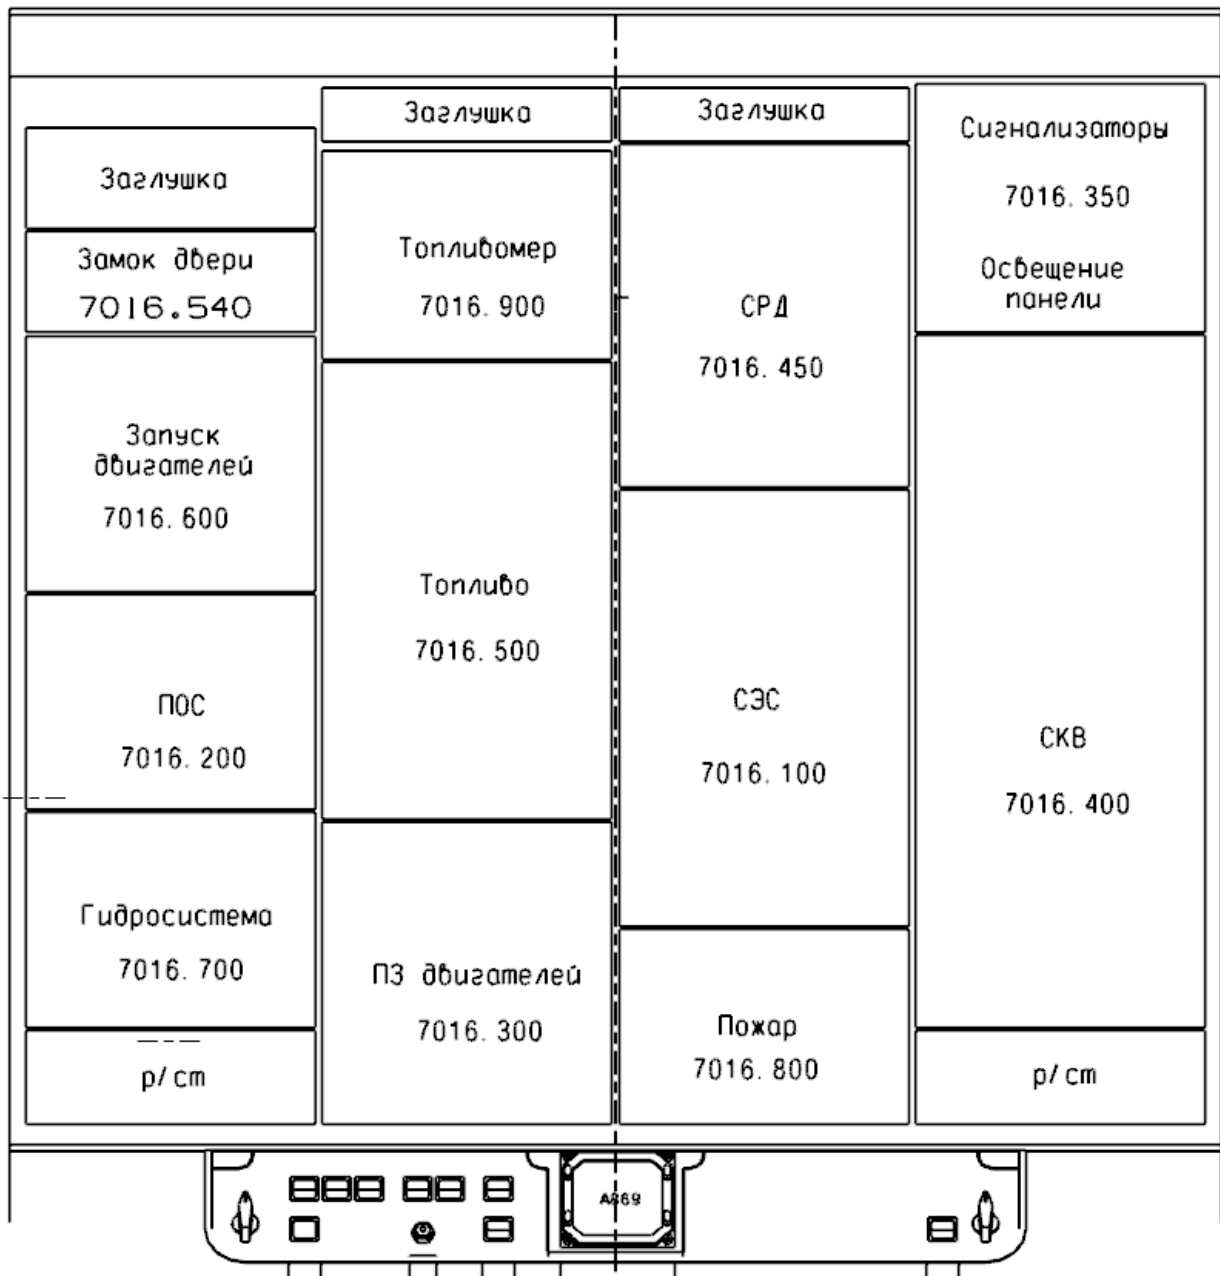 Заглушка
Замок двери
7016.540
Запуск
двигателей
7016. 600
ПОС
7016. 200
Гидросистема
7016. 700
р/ст
Заглушка
Топливомер
7016. 900
Топливо
7016. 500
ПЗ двигателей
7016. 300
Заглушка
СРД
7016. 450
СЭС
7016. 100
Пожар
7016. 800
Сигнализаторы
7016. 350
Освещение
панели
СКВ
7016. 400
р/ст